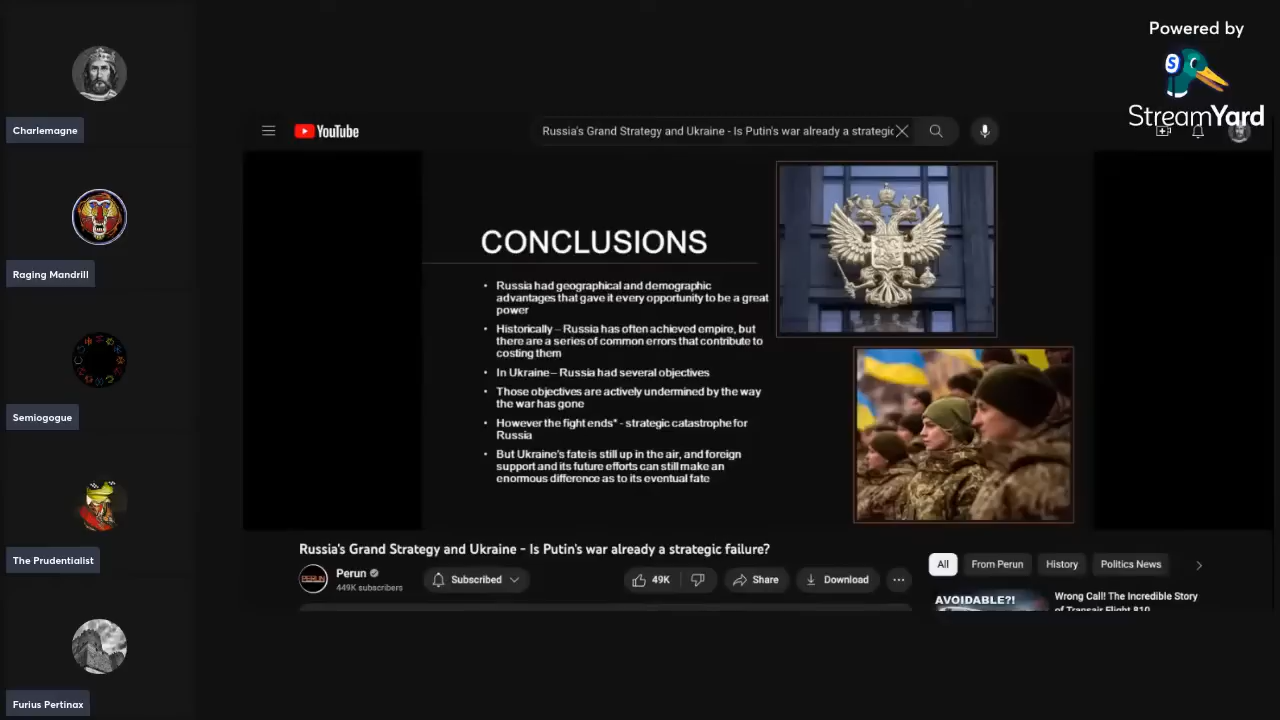 Powered by
StreamYard
Charlemagne
Raging Mandrill
Semiogogue
The Prudentialist
Furius Pertinax
YouTube
Russia's Grand Strategy and Ukraine - Is Putin's war already a strategic
CONCLUSIONS
• Russia had geographical and demographic
advantages that gave it every opportunity to be a great
power
• Historically – Russia has often achieved empire, but
there are a series of common errors that contribute to
costing them
• In Ukraine– Russia had several objectives
• Those objectives are actively undermined by the way
the war has gone
• However the fight ends* - strategic catastrophe for
Russia
• But Ukraine's fate is still up in the air, and foreign
support and its future efforts can still make an
enormous difference as to its eventual fate
Russia's Grand Strategy and Ukraine - Is Putin's war already a strategic failure?
PERUN
Perun
449K subscribers
Subscribed
49K
Share
Download
All
From Perun
History
Politics News
AVOIDABLE?!
Wrong Call! The Incredible Story
of Transair Flight 810